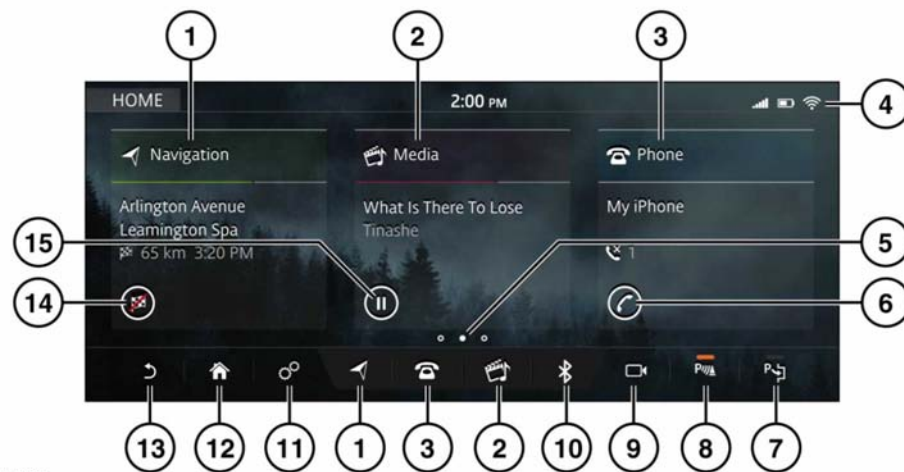 1
2
3
HOME
2:00 PM
4
Navigation
Media
Phone
Arlington Avenue
Leamington Spa
65 km 3:20 PM
What Is There To Lose
Tinashe
My iPhone
1
15
5
14
6
P
P
13
12
11
1
3
2
10
9
8
7